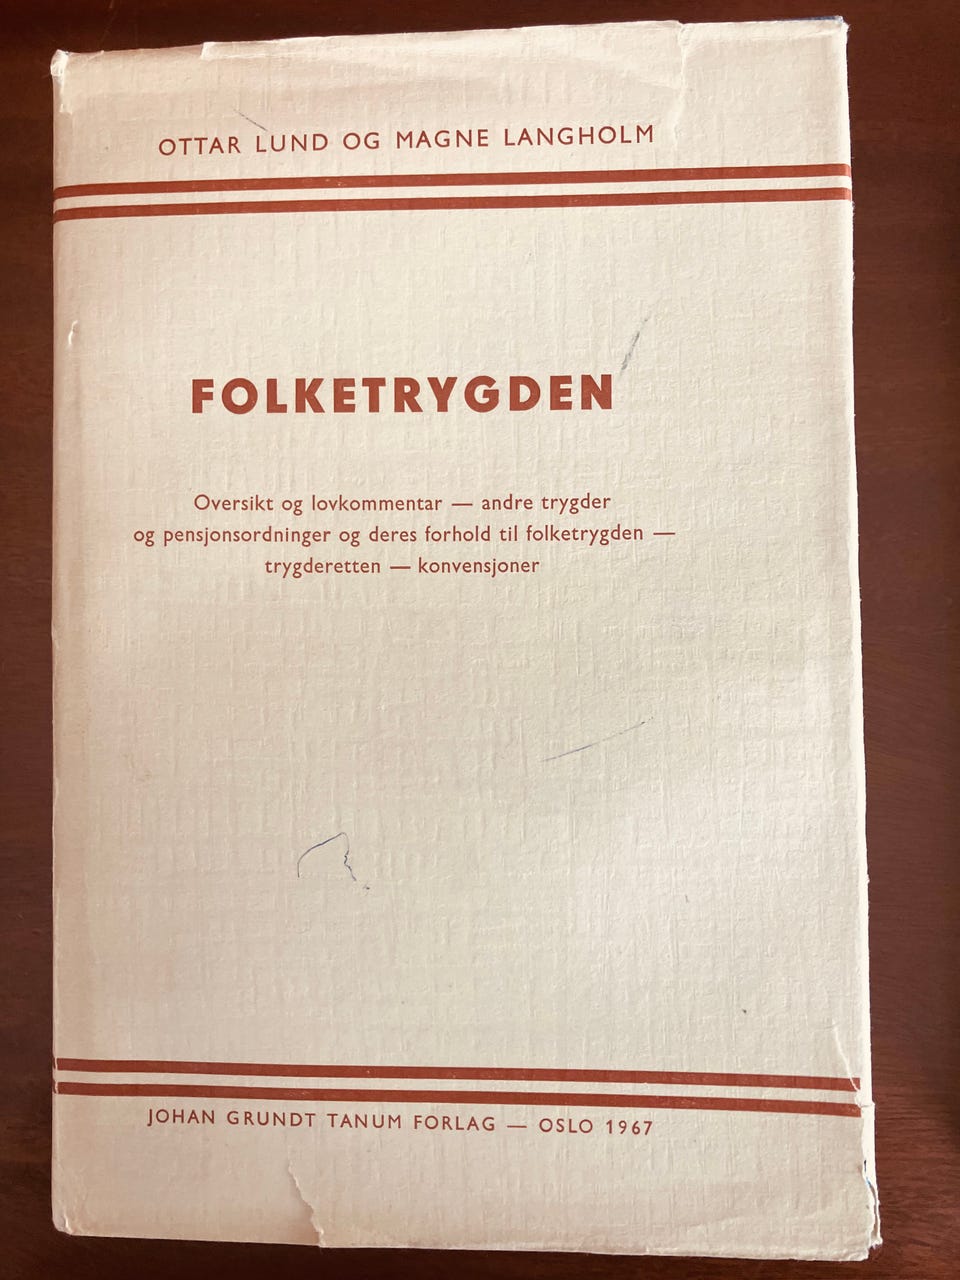 OTTAR LUND OG MAGNE LANGHOLM
FOLKETRYGDEN
Oversikt og lovkommentar — andre trygder
og pensjonsordninger og deres forhold til folketrygden —
trygderetten — konvensjoner
JOHAN GRUNDT TANUM FORLAG — OSLO 1967